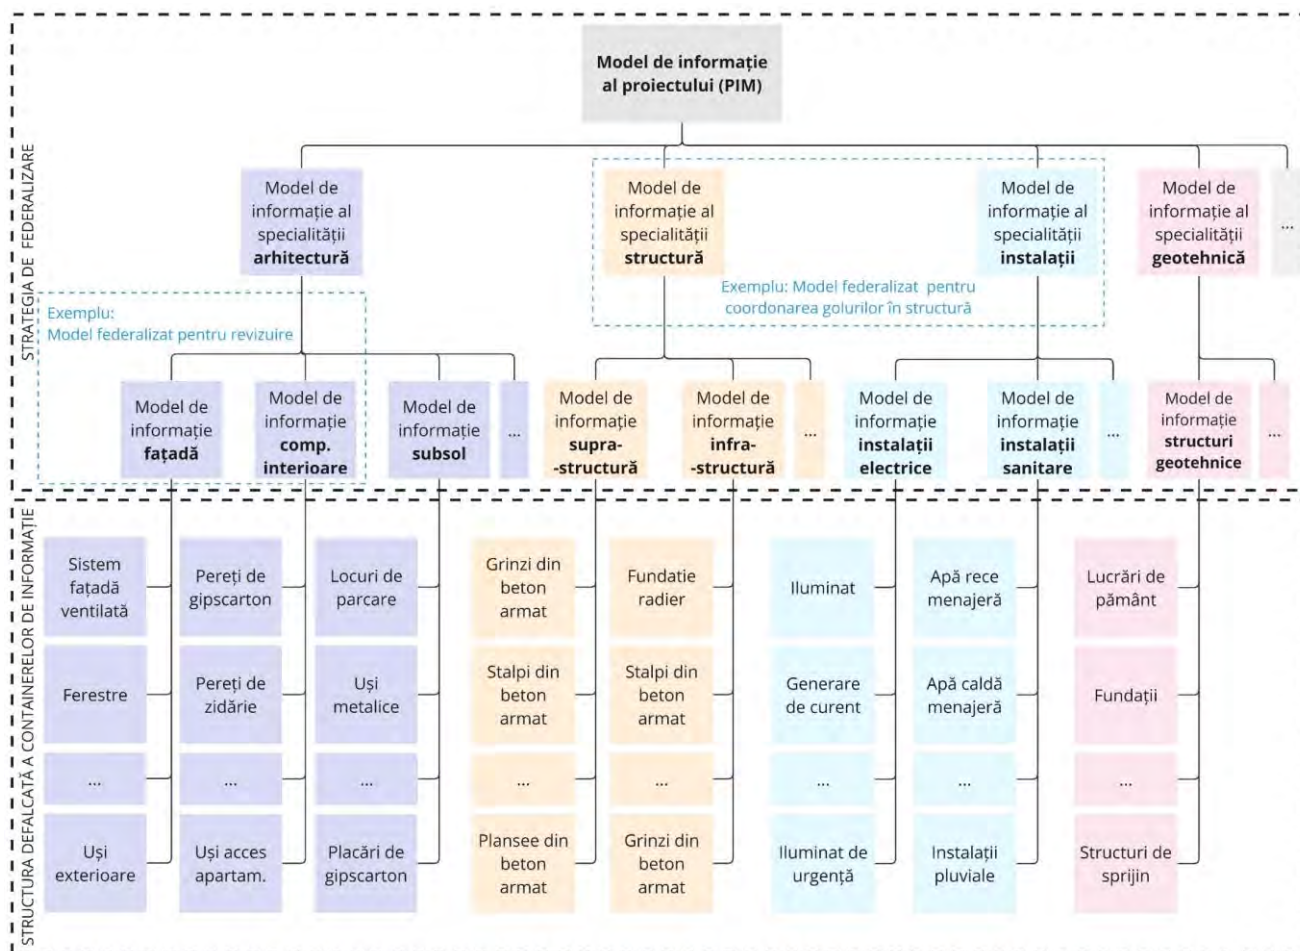 STRATEGIA DE FEDERALIZARE
Model de informație
al proiectului (PIM)
Model de
informație al
specialității
arhitectură
Model de
informație al
specialității
structură
Model de
informație al
specialității
instalații
Model de
informație al
specialității
geotehnică
...
Exemplu: Model federalizat pentru
coordonarea golurilor în structură
Exemplu:
Model federalizat pentru revizuire
Model de
informație
fațadă
Model de
informație
comp.
interioare
Model de
informație
subsol
...
Model de
informație
supra-
-structură
Model de
informație
infra-
-structură
...
Model de
informație
instalații
electrice
Model de
informație
instalații
sanitare
...
Model de
informație
structuri
geotehnice
...
STRUCTURA DEFALCATĂ A CONTAINERELOR DE INFORMAȚIE
Sistem
fațadă
ventilată
Pereți de
gipscarton
Locuri de
parcare
Grinzi din
beton
armat
Fundatie
radier
Iluminat
Apă rece
menajeră
Lucrări de
pământ
Ferestre
Pereți de
zidărie
Uși
metalice
Stalpi din
beton
armat
Stalpi din
beton
armat
Generare
de curent
Apă caldă
menajeră
Fundații
...
...
...
...
...
...
...
...
Uși
exterioare
Uși acces
apartam.
Placări de
gipscarton
Plansee din
beton
armat
Grinzi din
beton
armat
Iluminat de
urgență
Instalații
pluviale
Structuri de
sprijin